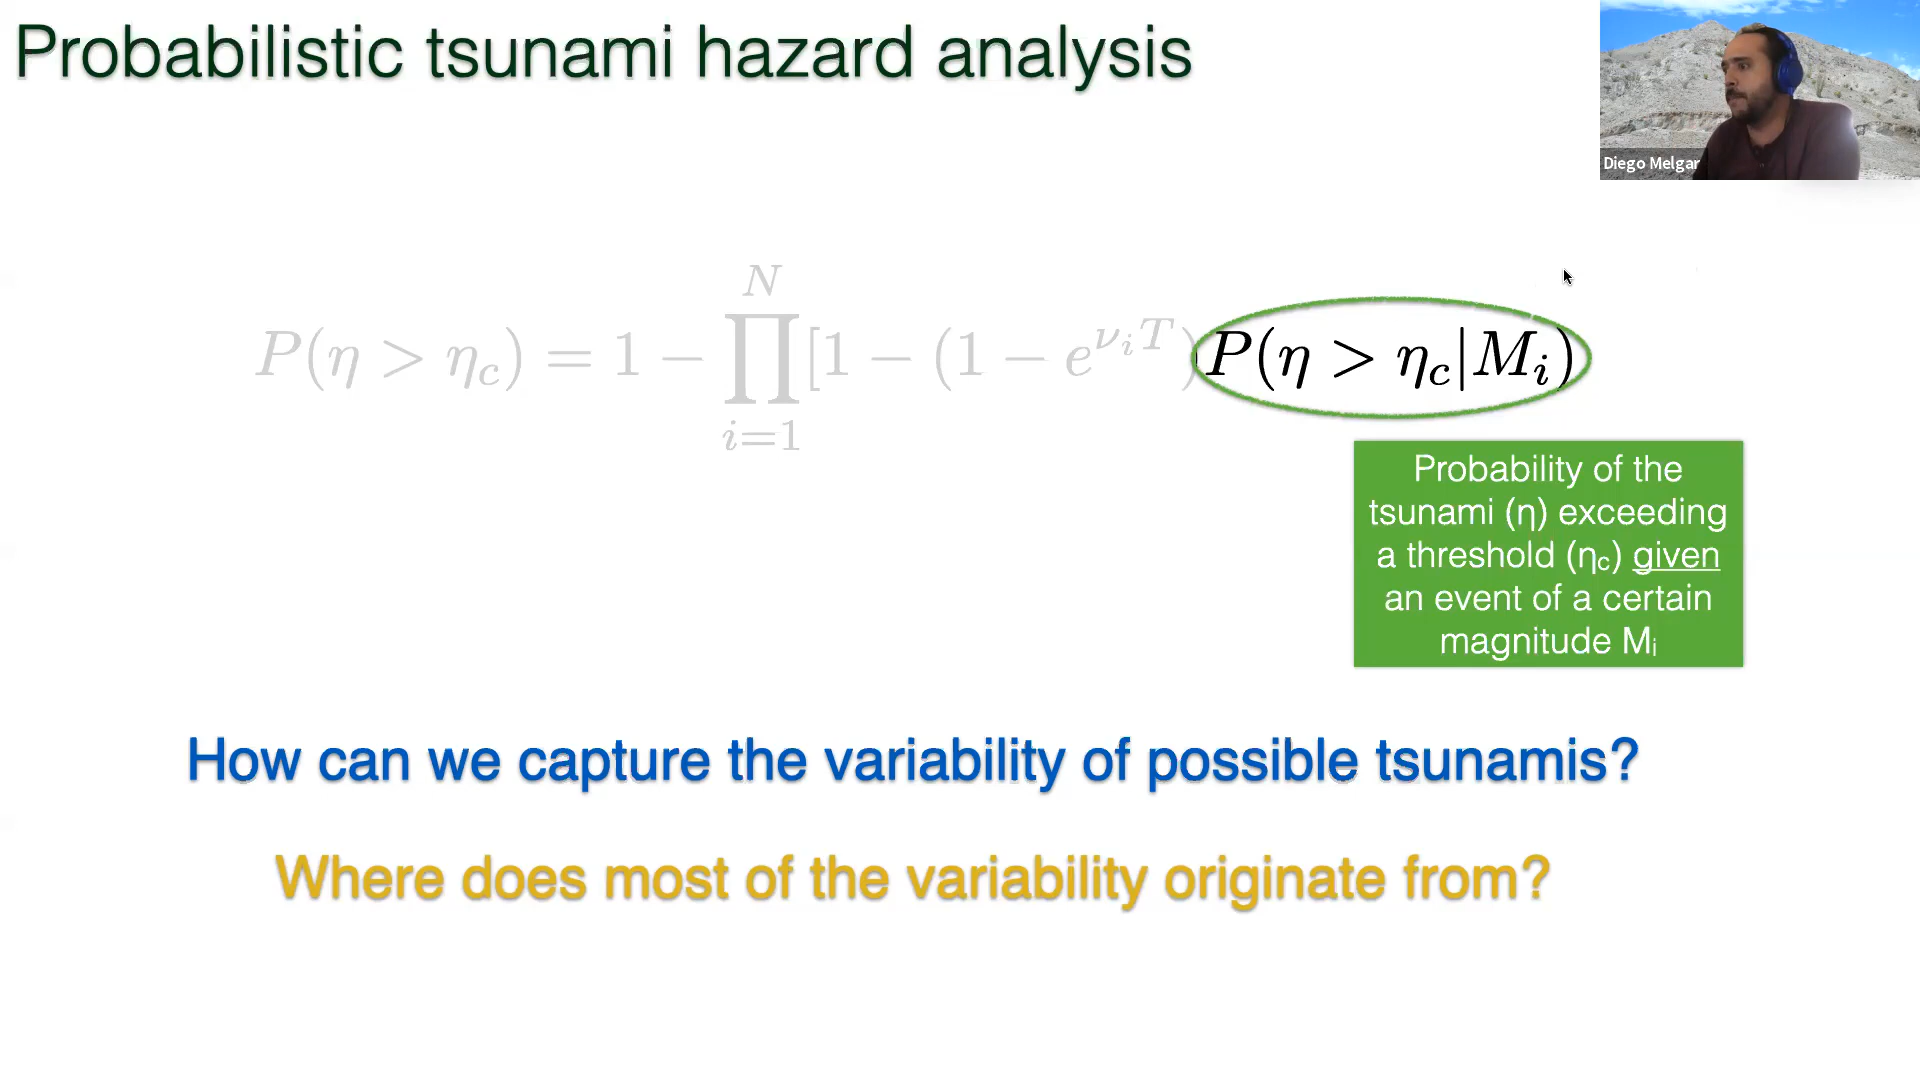 Probabilistic tsunami hazard analysis
Diego Melgar
P(η > η_c) = 1 − ∏_{i=1}^{N} [1 − (1 − e^{ν_i T}) P(η > η_c|M_i)
Probability of the
tsunami (η) exceeding
a threshold (ηc) given
an event of a certain
magnitude Mi
How can we capture the variability of possible tsunamis?
Where does most of the variability originate from?